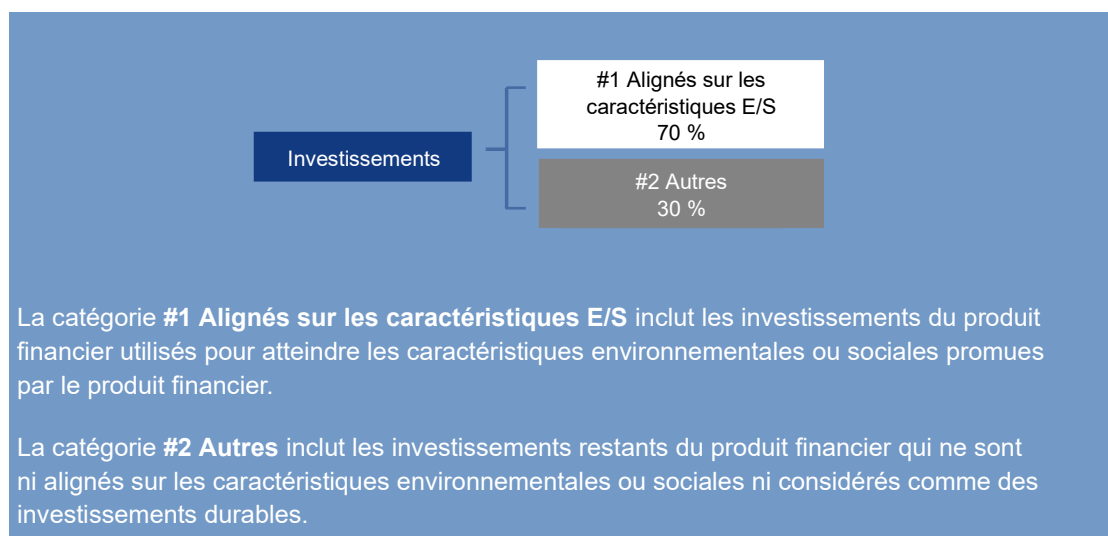 #1 Alignés sur les
caractéristiques E/S
70 %
Investissements
#2 Autres
30 %
La catégorie #1 Alignés sur les caractéristiques E/S inclut les investissements du produit
financier utilisés pour atteindre les caractéristiques environnementales ou sociales promues
par le produit financier.
La catégorie #2 Autres inclut les investissements restants du produit financier qui ne sont
ni alignés sur les caractéristiques environnementales ou sociales ni considérés comme des
investissements durables.